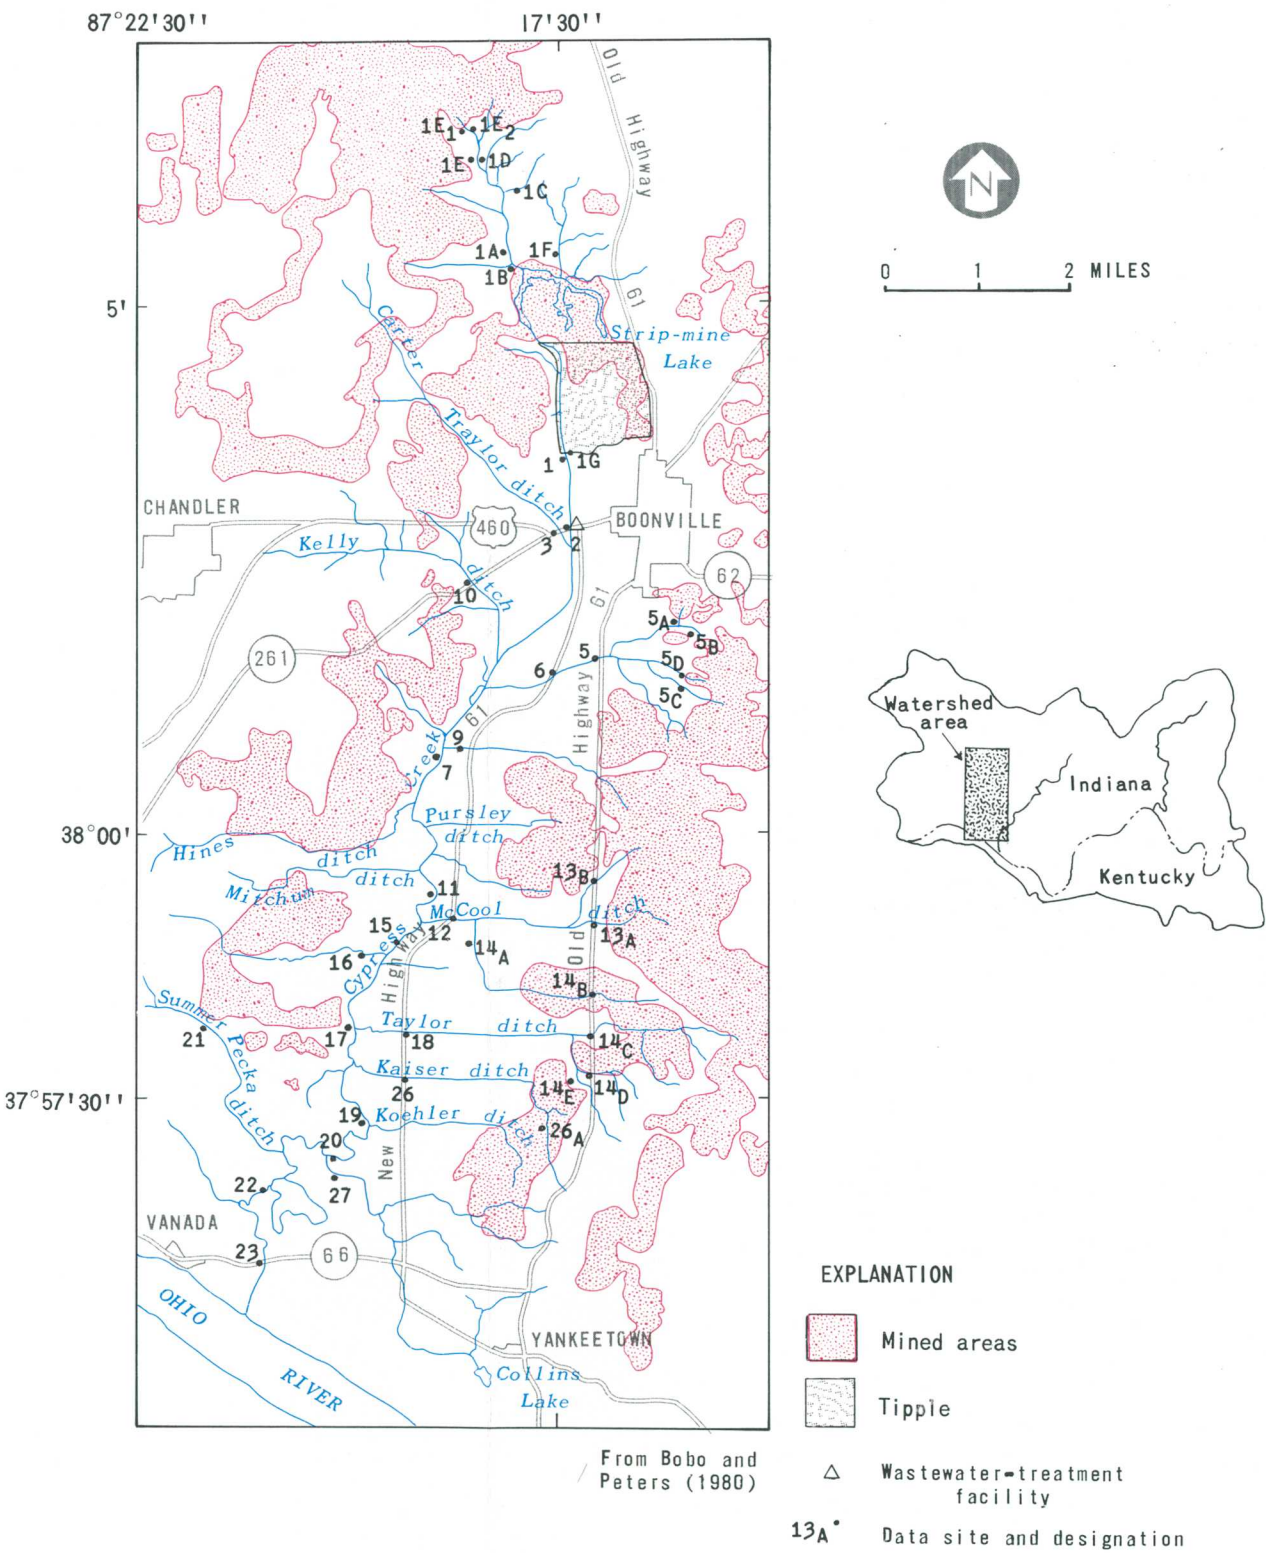 87°22'30''
17'30''
Old
Highway
1E1
1E2
1E
1D
1C
1A
1F
1B
N
0 1 2 MILES
61
5'
Carter
Strip-mine
Lake
Traylor ditch
1
1G
CHANDLER
460
BOONVILLE
3
2
Kelly
ditch
62
10
61
5A
5B
261
5
5D
6
5C
Highway
61
Watershed
area
9
Creek
7
Indiana
Pursley
ditch
38°00'
Hines
ditch
ditch
Mitchum
13B
Kentucky
11
McCool
ditch
15
12
13A
Cypress
Highway
14A
Old
16
14B
Summer Pecka
ditch
Taylor ditch
21
17
18
14C
Kaiser ditch
26
14E
14D
37°57'30''
19
Koehler ditch
20
26A
New
22
27
VANADA
23
66
EXPLANATION
OHIO
RIVER
YANKEETOWN
Mined areas
Collins
Lake
Tipple
From Bobo and
Peters (1980)
Wastewater-treatment
facility
13A
Data site and designation